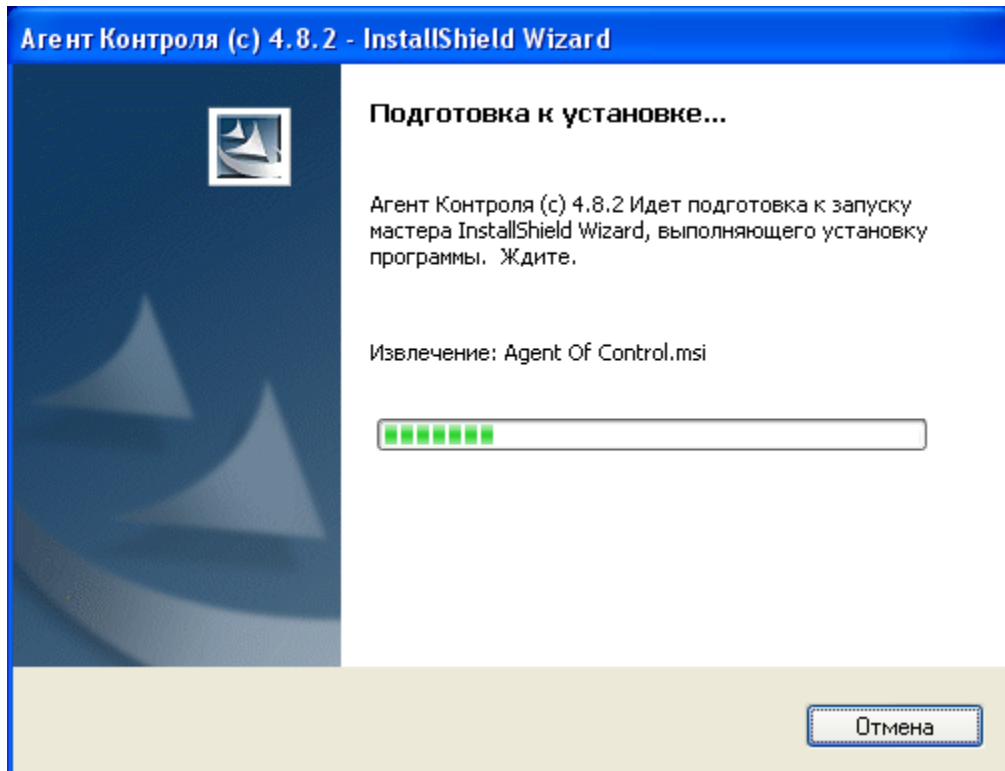 Агент Контроля (c) 4.8.2 - InstallShield Wizard
Подготовка к установке...
Агент Контроля (c) 4.8.2 Идет подготовка к запуску
мастера InstallShield Wizard, выполняющего установку
программы.  Ждите.
Извлечение: Agent Of Control.msi
Отмена